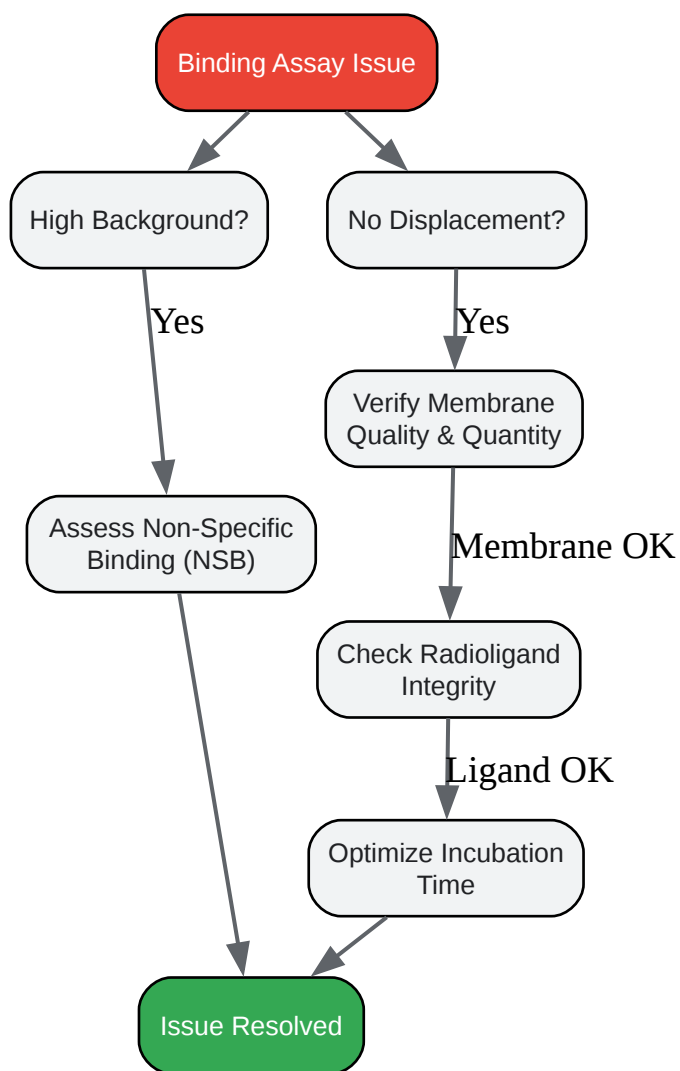 Binding Assay Issue
High Background?
No Displacement?
Yes
Yes
Verify Membrane
Quality & Quantity
Assess Non-Specific
Binding (NSB)
Membrane OK
Check Radioligand
Integrity
Ligand OK
Optimize Incubation
Time
Issue Resolved